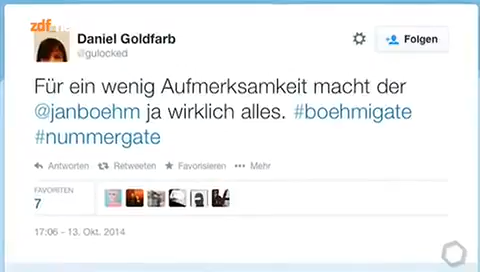 zdf
Daniel Goldfarb
@gulocked
Folgen
Für ein wenig Aufmerksamkeit macht der
@janboehm ja wirklich alles. #boehmigate
#nummergate
Antworten Retweeten Favorisieren Mehr
FAVORITEN
7
17:06 - 13. Okt. 2014